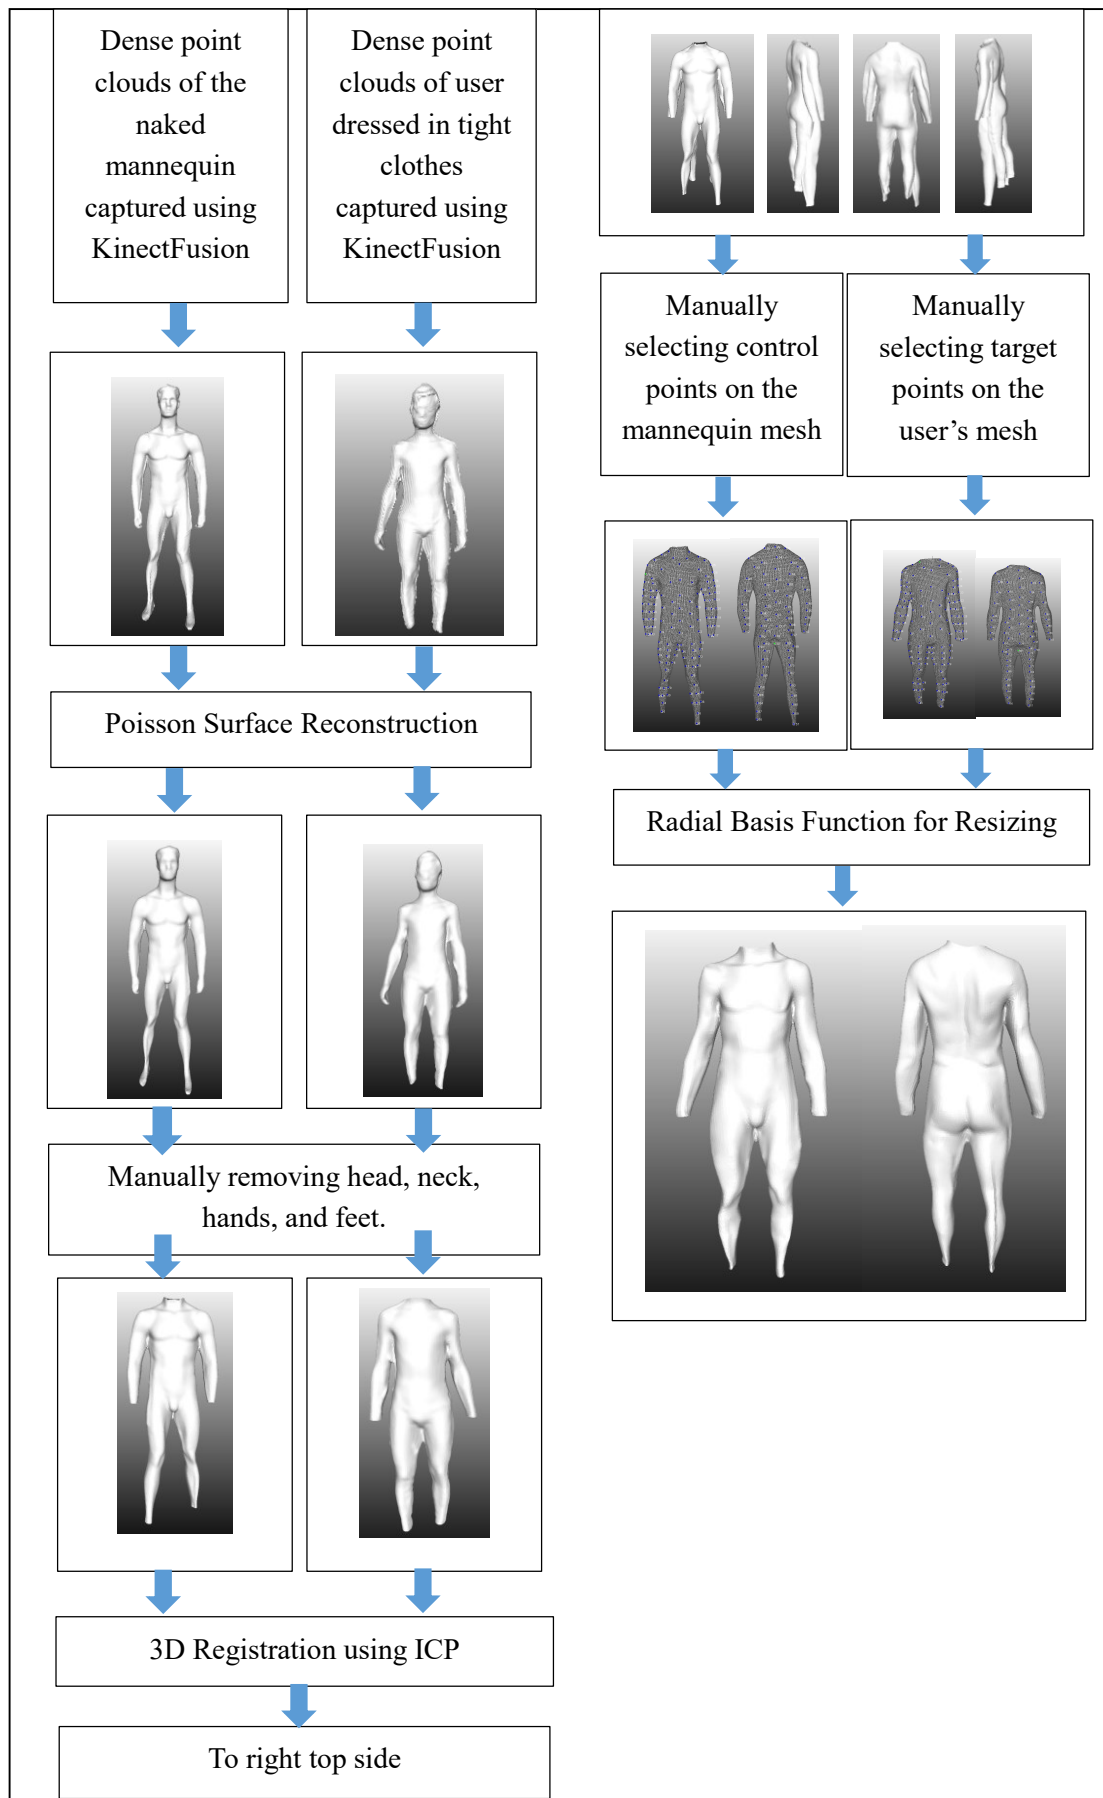 Dense point
clouds of the
naked
mannequin
captured using
KinectFusion
Dense point
clouds of user
dressed in tight
clothes
captured using
KinectFusion
Poisson Surface Reconstruction
Manually removing head, neck,
hands, and feet.
3D Registration using ICP
To right top side
Manually
selecting control
points on the
mannequin mesh
Manually
selecting target
points on the
user’s mesh
Radial Basis Function for Resizing